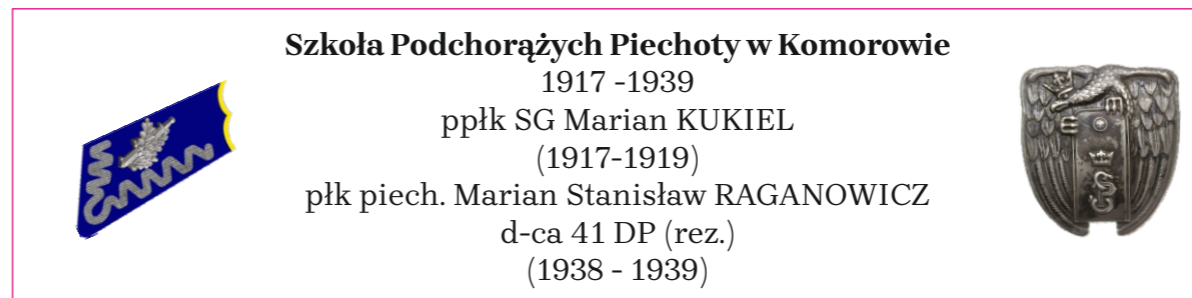 Szkoła Podchorążych Piechoty w Komorowie
1917 -1939
ppłk SG Marian KUKIEL
(1917-1919)
płk piech. Marian Stanisław RAGANOWICZ
d-ca 41 DP (rez.)
(1938 - 1939)